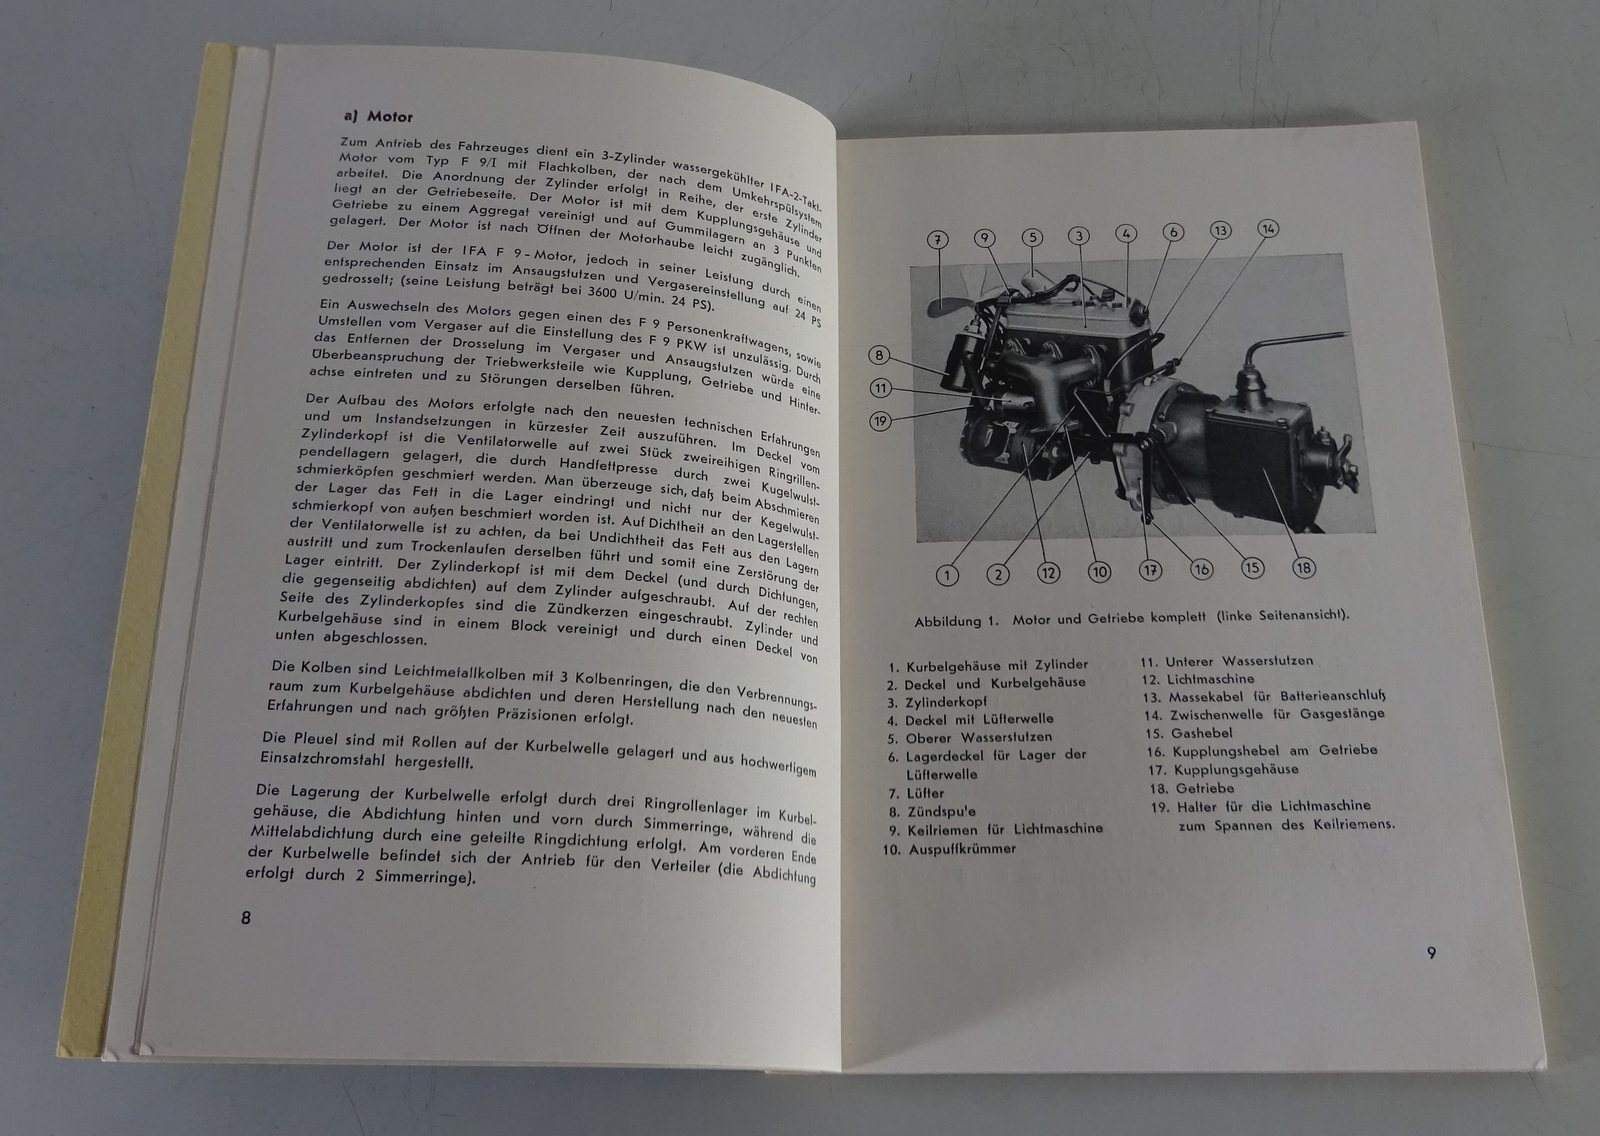 a) Motor
Zum Antrieb des Fahrzeuges dient ein 3-Zylinder wassergekühlter IFA-2-Takt-
Motor vom Typ F 9/I mit Flachkolben, der nach dem Umkehrspülsystem
arbeitet. Die Anordnung der Zylinder erfolgt in Reihe, der erste Zylinder
liegt an der Getriebeseite. Der Motor ist mit dem Kupplungsgehäuse und
Getriebe zu einem Aggregat vereinigt und auf Gummilagern an 3 Punkten
gelagert. Der Motor ist nach Öffnen der Motorhaube leicht zugänglich.
Der Motor ist der IFA F 9-Motor, jedoch in seiner Leistung durch einen
entsprechenden Einsatz im Ansaugstutzen und Vergasereinstellung auf 24 PS
gedrosselt; (seine Leistung beträgt bei 3600 U/min. 24 PS).
Ein Auswechseln des Motors gegen einen des F 9 Personenkraftwagens, sowie
Umstellen vom Vergaser auf die Einstellung des F 9 PKW ist unzulässig. Durch
das Entfernen der Drosselung im Vergaser und Ansaugstutzen würde eine
Überbeanspruchung der Triebwerksteile wie Kupplung, Getriebe und Hinter-
achse eintreten und zu Störungen derselben führen.
Der Aufbau des Motors erfolgte nach den neuesten technischen Erfahrungen
und um Instandsetzungen in kürzester Zeit auszuführen. Im Deckel vom
Zylinderkopf ist die Ventilatorwelle auf zwei Stück zweireihigen Ringrillen-
pendellagern gelagert, die durch Handfettpresse durch zwei Kugelwulst-
schmierköpfen geschmiert werden. Man überzeuge sich, daß beim Abschmieren
der Lager das Fett in die Lager eindringt und nicht nur der Kegelwulst-
schmierkopf von außen beschmiert worden ist. Auf Dichtheit an den Lagerstellen
der Ventilatorwelle ist zu achten, da bei Undichtheit das Fett aus den Lagern
austritt und zum Trockenlaufen derselben führt und somit eine Zerstörung der
Lager eintritt. Der Zylinderkopf ist mit dem Deckel (und durch Dichtungen,
die gegenseitig abdichten) auf dem Zylinder aufgeschraubt. Auf der rechten
Seite des Zylinderkopfes sind die Zündkerzen eingeschraubt. Zylinder und
Kurbelgehäuse sind in einem Block vereinigt und durch einen Deckel von
unten abgeschlossen.
Die Kolben sind Leichtmetallkolben mit 3 Kolbenringen, die den Verbrennungs-
raum zum Kurbelgehäuse abdichten und deren Herstellung nach den neuesten
Erfahrungen und nach größten Präzisionen erfolgt.
Die Pleuel sind mit Rollen auf der Kurbelwelle gelagert und aus hochwertigem
Einsatzchromstahl hergestellt.
Die Lagerung der Kurbelwelle erfolgt durch drei Ringrollenlager im Kurbel-
gehäuse, die Abdichtung hinten und vorn durch Simmerringe, während die
Mittelabdichtung durch eine geteilte Ringdichtung erfolgt. Am vorderen Ende
der Kurbelwelle befindet sich der Antrieb für den Verteiler (die Abdichtung
erfolgt durch 2 Simmerringe).
8
7 9 5 3 4 6 13 14
8
11
19
1 2 12 10 17 16 15 18
Abbildung 1. Motor und Getriebe komplett (linke Seitenansicht).
1. Kurbelgehäuse mit Zylinder
2. Deckel und Kurbelgehäuse
3. Zylinderkopf
4. Deckel mit Lüfterwelle
5. Oberer Wasserstutzen
6. Lagerdeckel für Lager der
Lüfterwelle
7. Lüfter
8. Zündspu'e
9. Keilriemen für Lichtmaschine
10. Auspuffkrümmer
11. Unterer Wasserstutzen
12. Lichtmaschine
13. Massekabel für Batterieanschluß
14. Zwischenwelle für Gasgestänge
15. Gashebel
16. Kupplungshebel am Getriebe
17. Kupplungsgehäuse
18. Getriebe
19. Halter für die Lichtmaschine
zum Spannen des Keilriemens.
9